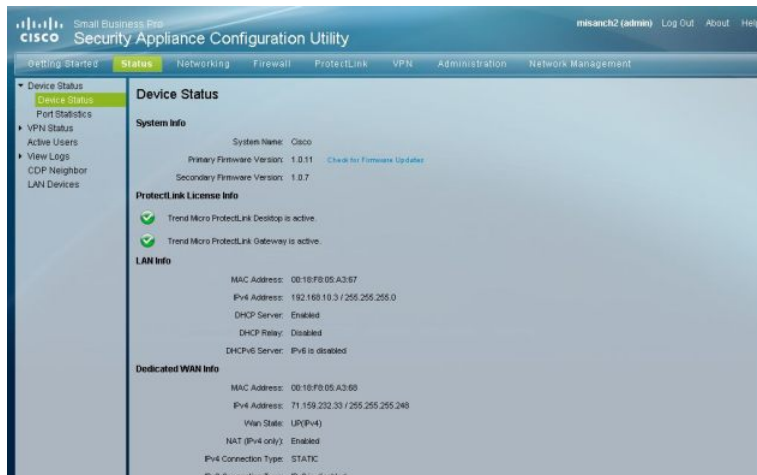 Small Business Pro
CISCO Security Appliance Configuration Utility
misanch2 (admin) Log Out About Help
Getting Started Status Networking Firewall ProtectLink VPN Administration Network Management
Device Status
Device Status
Port Statistics
VPN Status
Active Users
View Logs
CDP Neighbor
LAN Devices
Device Status
System Info
System Name: Cisco
Primary Firmware Version: 1.0.11 Check for Firmware Updates
Secondary Firmware Version: 1.0.7
ProtectLink License Info
Trend Micro ProtectLink Desktop is active.
Trend Micro ProtectLink Gateway is active.
LAN Info
MAC Address: 00:18:F8:05:A3:67
IPv4 Address: 192.168.10.3 / 255.255.255.0
DHCP Server: Enabled
DHCP Relay: Disabled
DHCPv6 Server: IPv6 is disabled
Dedicated WAN Info
MAC Address: 00:18:F8:05:A3:68
IPv4 Address: 71.159.232.33 / 255.255.255.248
Wan State: UP(IPv4)
NAT (IPv4 only): Enabled
IPv4 Connection Type: STATIC